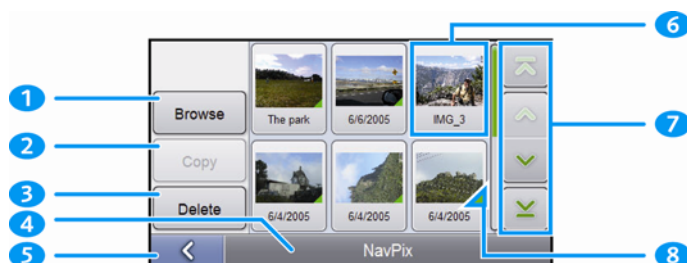 6
1
Browse
The park
6/6/2005
IMG_3
7
2
Copy
3
Delete
6/4/2005
6/4/2005
6/4/2005
4
5
NavPix
8